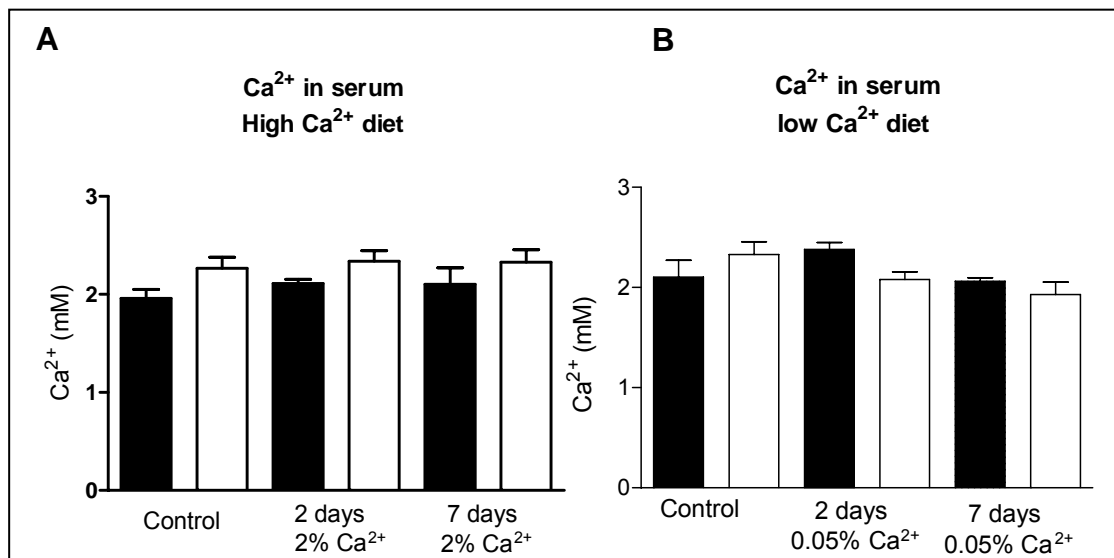 A
Ca²⁺ in serum
High Ca²⁺ diet
3
2
1
0
Ca²⁺ (mM)
Control
2 days
2% Ca²⁺
7 days
2% Ca²⁺
B
Ca²⁺ in serum
low Ca²⁺ diet
3
2
1
0
Ca²⁺ (mM)
Control
2 days
0.05% Ca²⁺
7 days
0.05% Ca²⁺